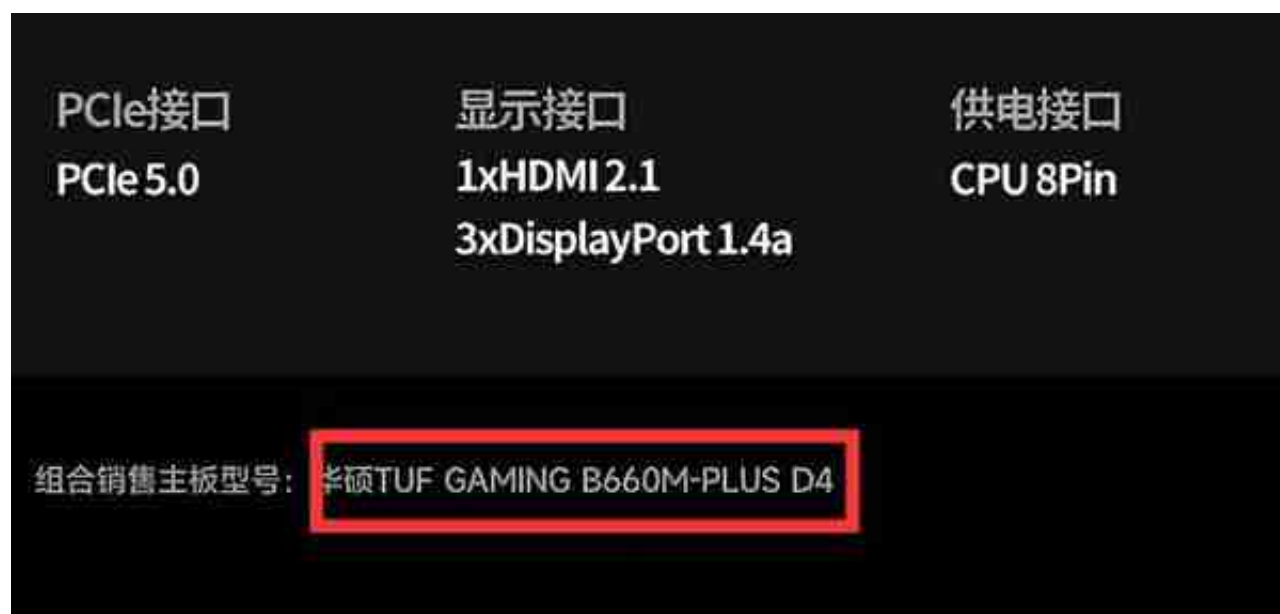 PCIe接口
PCIe 5.0
显示接口
1xHDMI 2.1
3xDisplayPort 1.4a
供电接口
CPU 8Pin
组合销售主板型号：华硕TUF GAMING B660M-PLUS D4